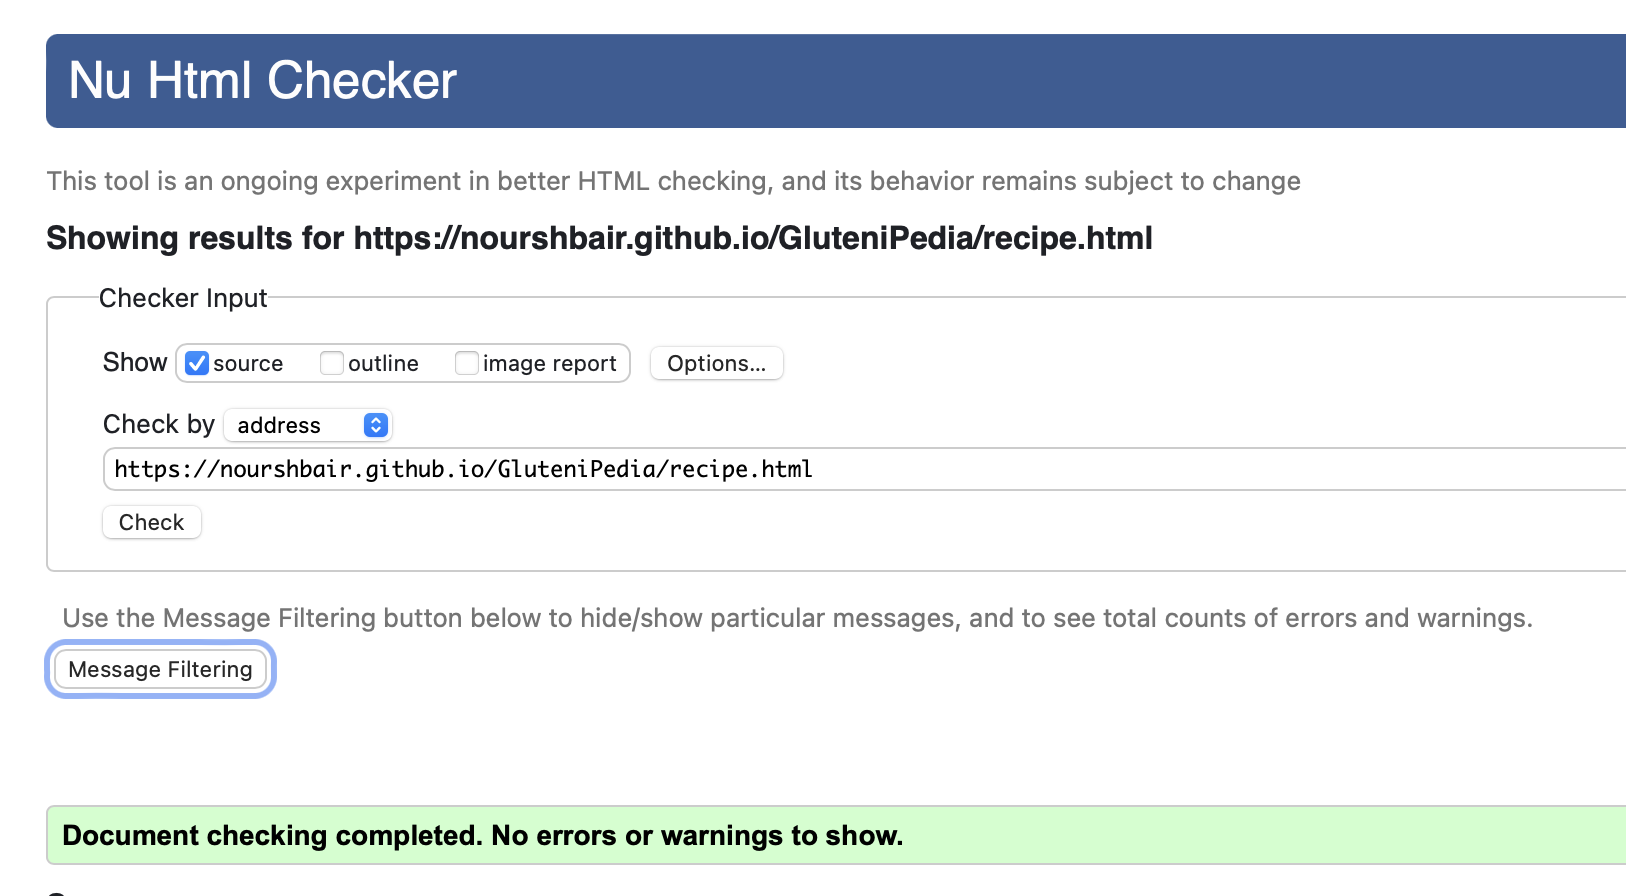 Nu Html Checker
This tool is an ongoing experiment in better HTML checking, and its behavior remains subject to change
Showing results for https://nourshbair.github.io/GluteniPedia/recipe.html
Checker Input
Show source outline image report Options...
Check by address
https://nourshbair.github.io/GluteniPedia/recipe.html
Check
Use the Message Filtering button below to hide/show particular messages, and to see total counts of errors and warnings.
Message Filtering
Document checking completed. No errors or warnings to show.